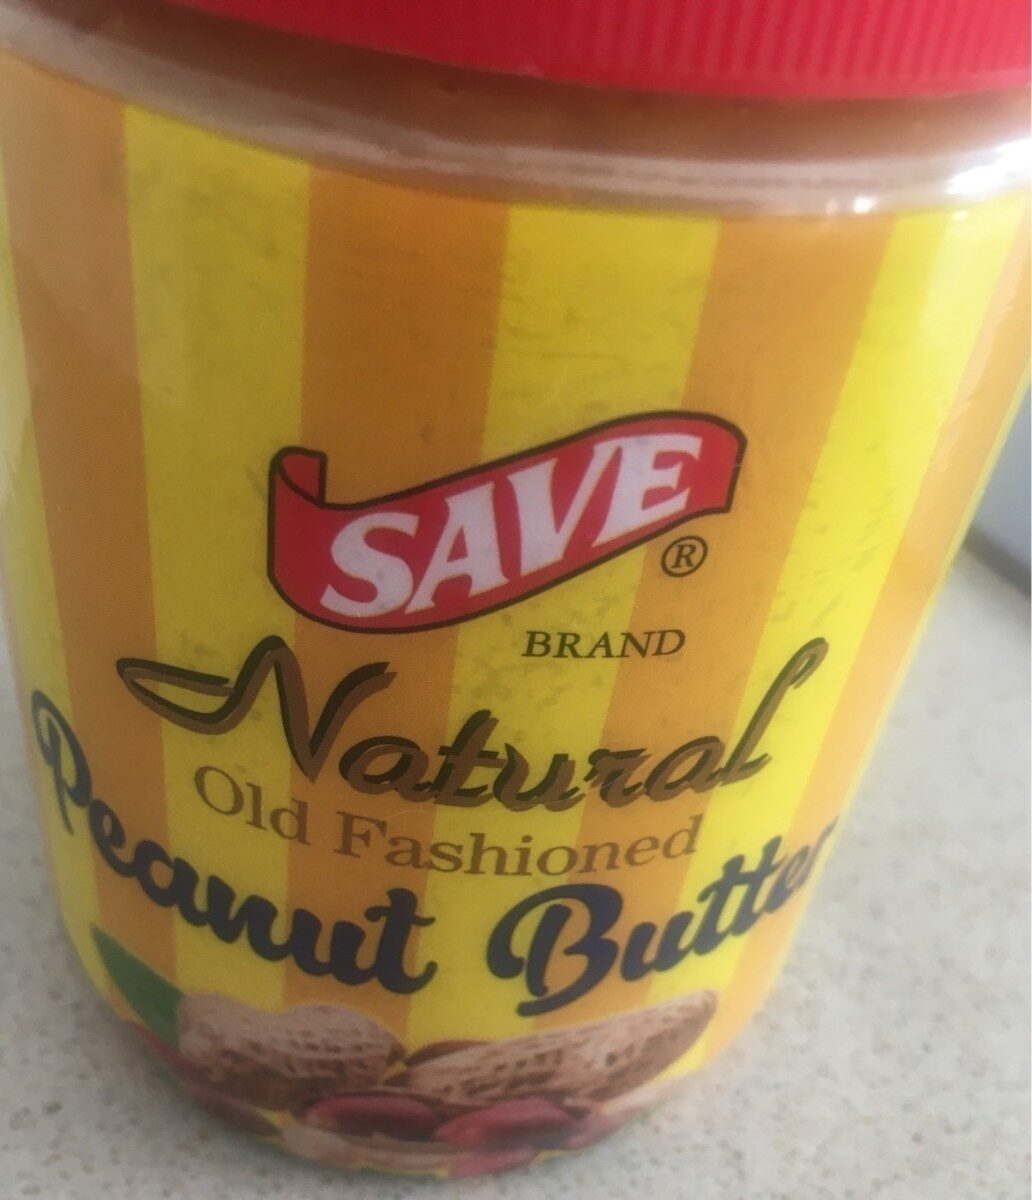 SAVE
®
BRAND
Natural
Old Fashioned
Peanut Butter